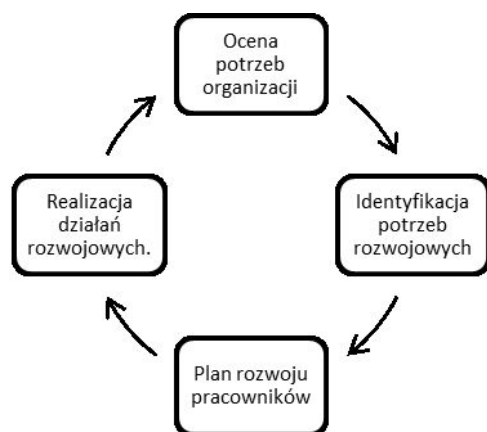 Ocena
potrzeb
organizacji
Identyfikacja
potrzeb
rozwojowych
Plan rozwoju
pracowników
Realizacja
działań
rozwojowych.